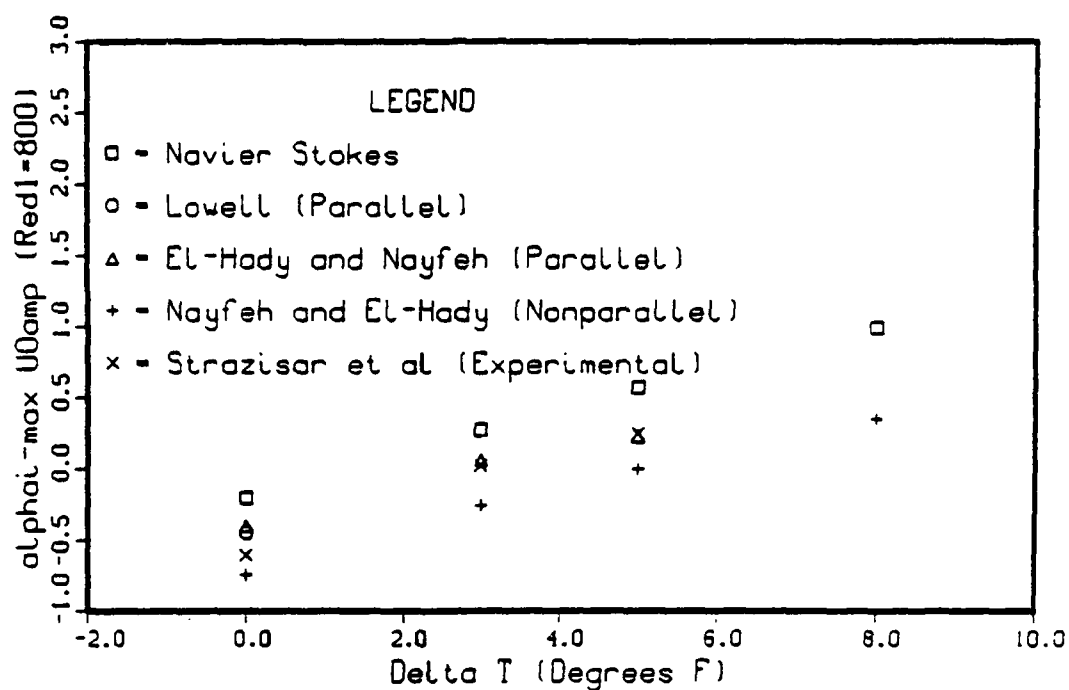 3.0
2.5
2.0
1.5
1.0
0.5
0.0
-0.5
-1.0
alphai-max U0amp (Red1=800)
LEGEND
□ - Navier Stokes
○ - Lowell (Parallel)
△ - El-Hady and Nayfeh (Parallel)
+ - Nayfeh and El-Hady (Nonparallel)
× - Strazisar et al (Experimental)
-2.0 0.0 2.0 4.0 6.0 8.0 10.0
Delta T (Degrees F)